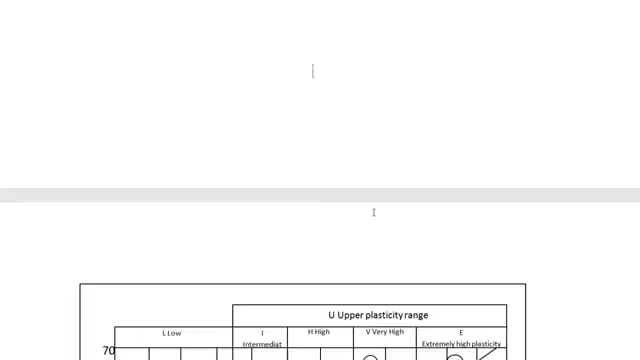 U Upper plasticity range
L Low I H High V Very High E
Intermediat Extremely high plasticity
70